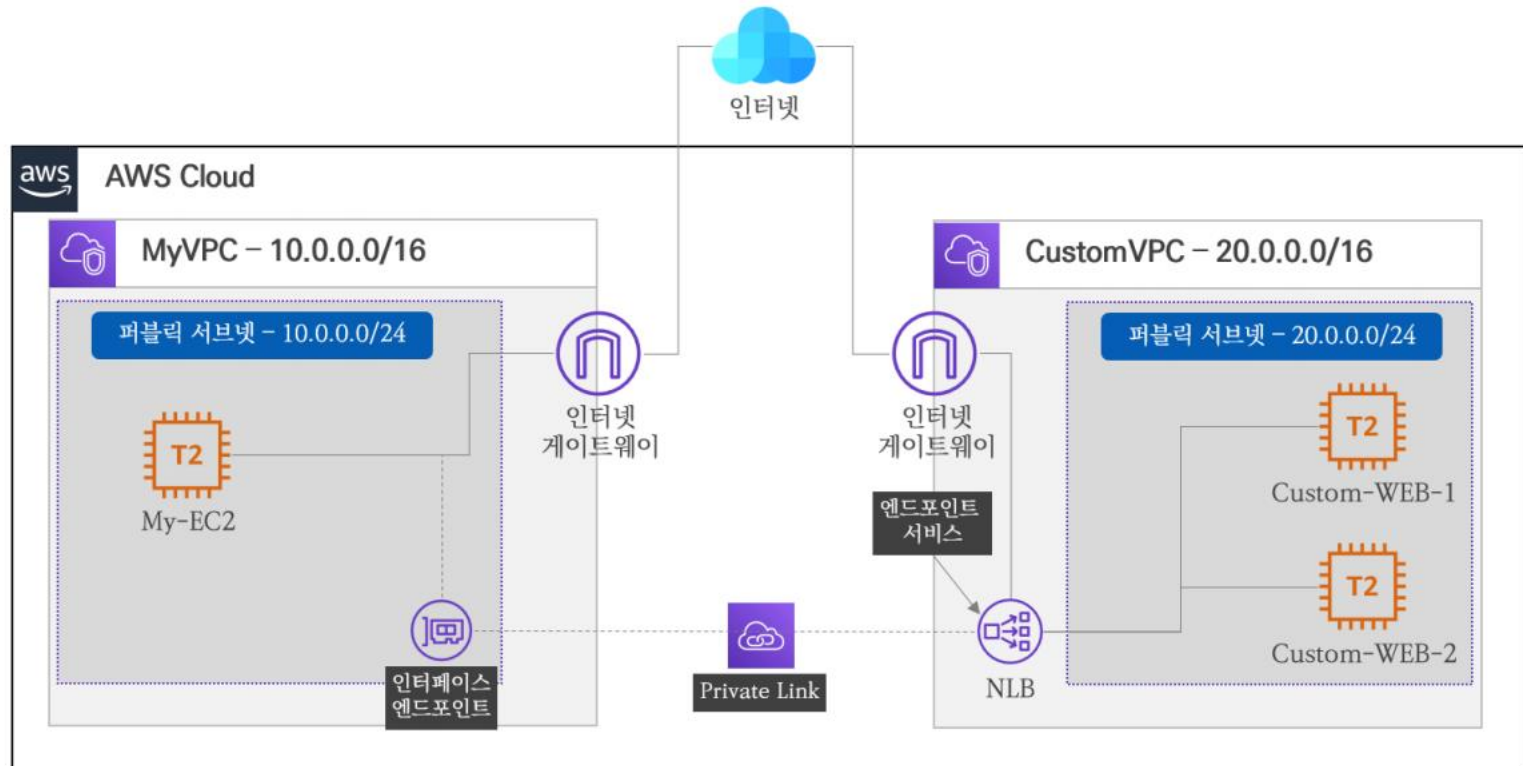 인터넷
aws
AWS Cloud
MyVPC – 10.0.0.0/16
퍼블릭 서브넷 – 10.0.0.0/24
T2
My-EC2
인터넷
게이트웨이
인터페이스
엔드포인트
Private Link
CustomVPC – 20.0.0.0/16
인터넷
게이트웨이
엔드포인트
서비스
NLB
퍼블릭 서브넷 – 20.0.0.0/24
T2
Custom-WEB-1
T2
Custom-WEB-2